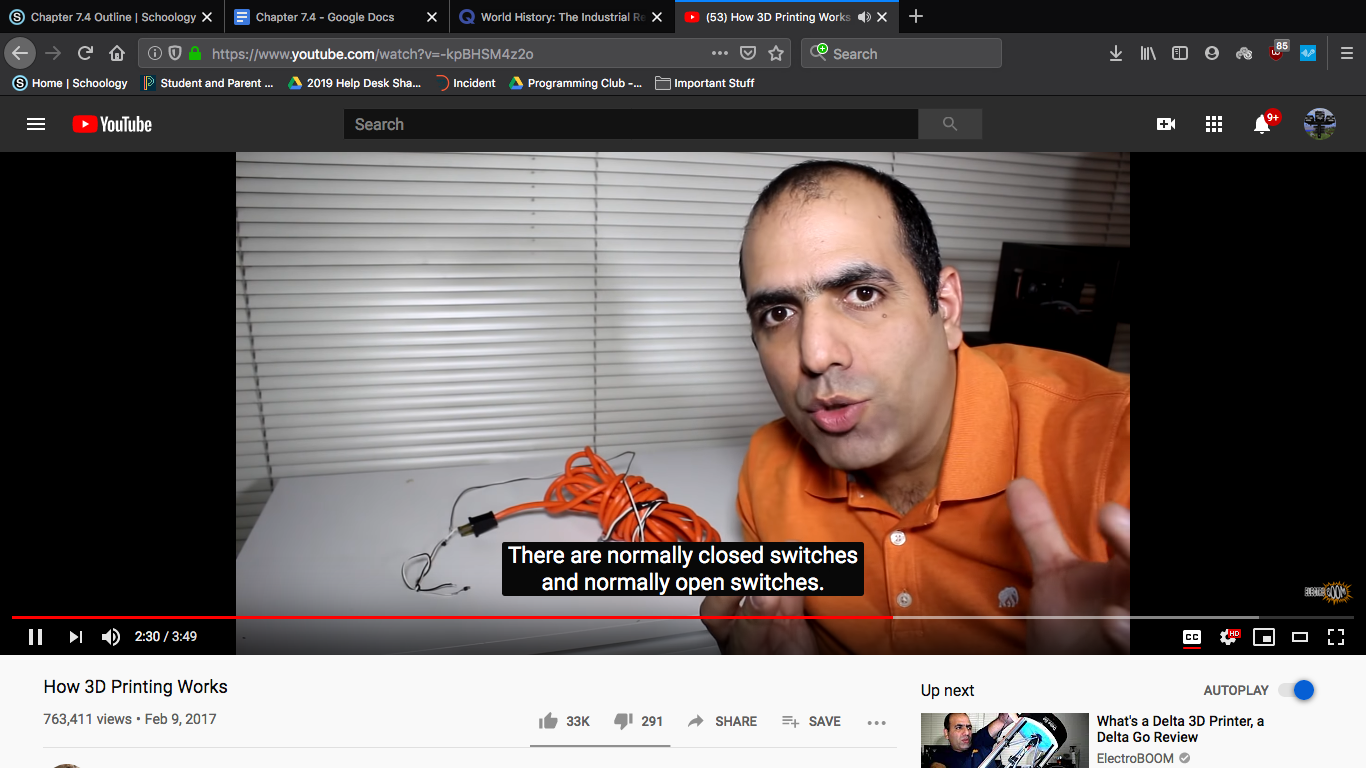 Chapter 7.4 Outline | Schoology
Chapter 7.4 - Google Docs
World History: The Industrial Re
(53) How 3D Printing Works
https://www.youtube.com/watch?v=-kpBHSM4z2o
Search
85
Home | Schoology
Student and Parent ...
2019 Help Desk Sha...
Incident
Programming Club -...
Important Stuff
YouTube
Search
9+
There are normally closed switches
and normally open switches.
ELECTROBOOM
2:30 / 3:49
CC
HD
How 3D Printing Works
763,411 views • Feb 9, 2017
33K
291
SHARE
SAVE
Up next
AUTOPLAY
What's a Delta 3D Printer, a
Delta Go Review
ElectroBOOM